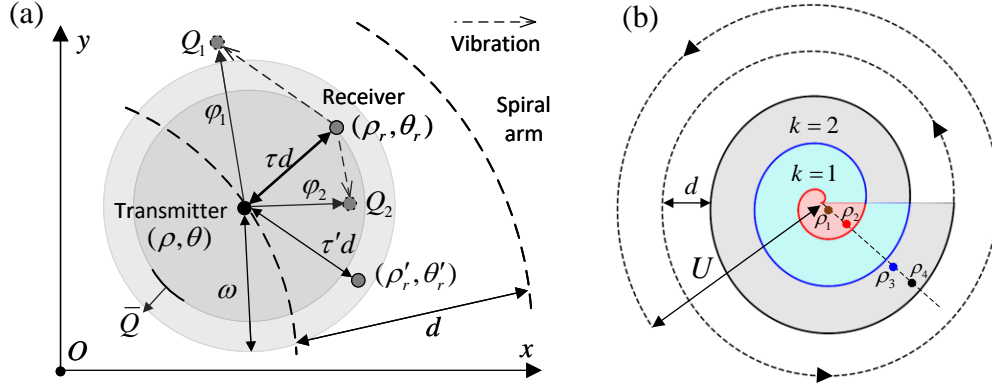 (a)
y
Q₁
Vibration
φ₁
Receiver
(ρᵣ, θᵣ)
Spiral
arm
τd
φ₂
Q₂
Transmitter
(ρ, θ)
τ′d
(ρ′ᵣ, θ′ᵣ)
ω
Q̅
d
O
x
(b)
k = 2
k = 1
d
ρ₁
ρ₂
U
ρ₃
ρ₄